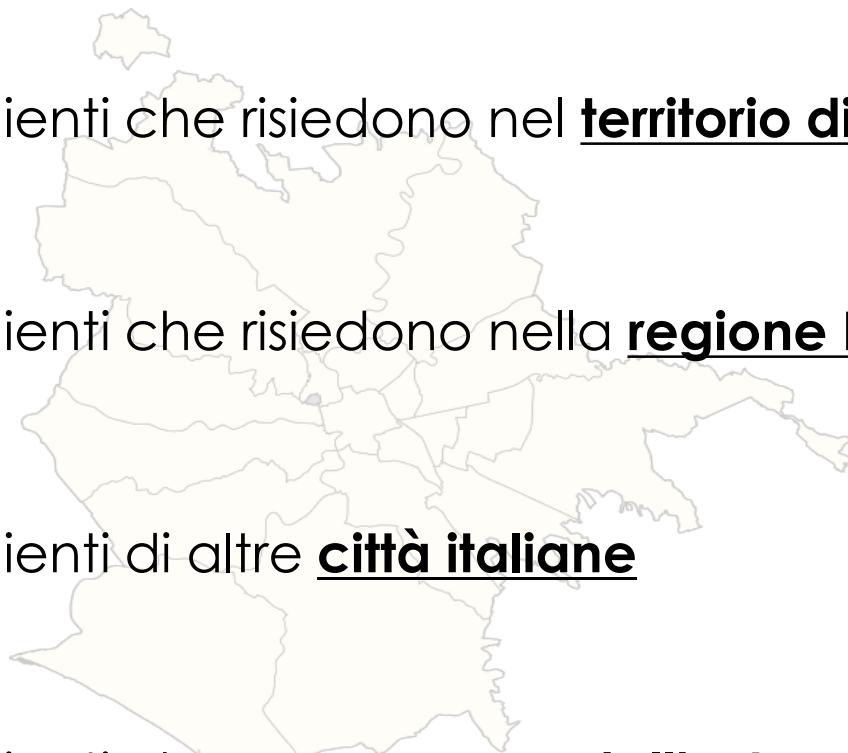 ienti che risiedono nel territorio di
ienti che risiedono nella regione
ienti di altre città italiane